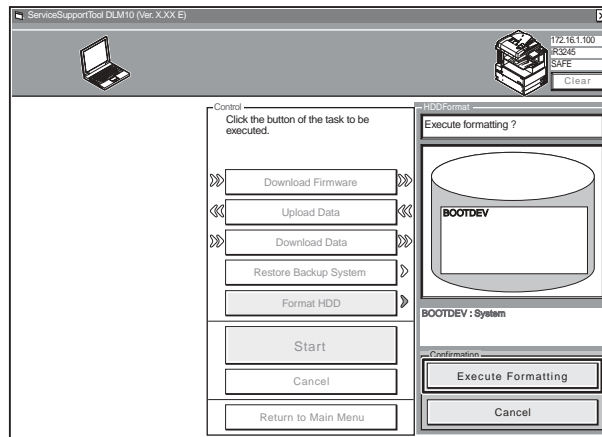 ServiceSupportTool DLM10 (Ver. X.XX E)
172.16.1.100
iR3245
SAFE
Clear
Control
Click the button of the task to be
executed.
Download Firmware
Upload Data
Download Data
Restore Backup System
Format HDD
Start
Cancel
Return to Main Menu
HDDFormat
Execute formatting ?
BOOTDEV
BOOTDEV : System
Confirmation
Execute Formatting
Cancel